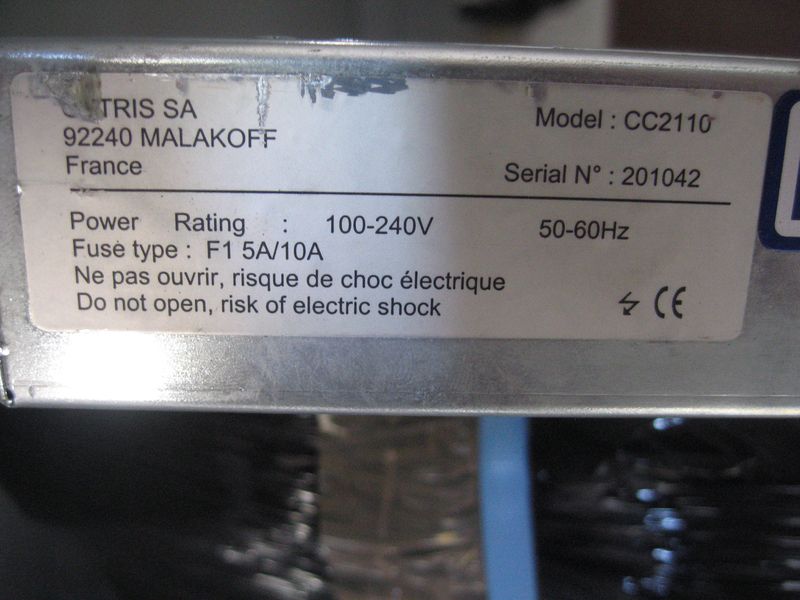 SA
92240 MALAKOFF
France
Model : CC2110
Serial N° : 201042
Power Rating : 100-240V 50-60Hz
Fuse type : F1 5A/10A
Ne pas ouvrir, risque de choc électrique
Do not open, risk of electric shock
CE